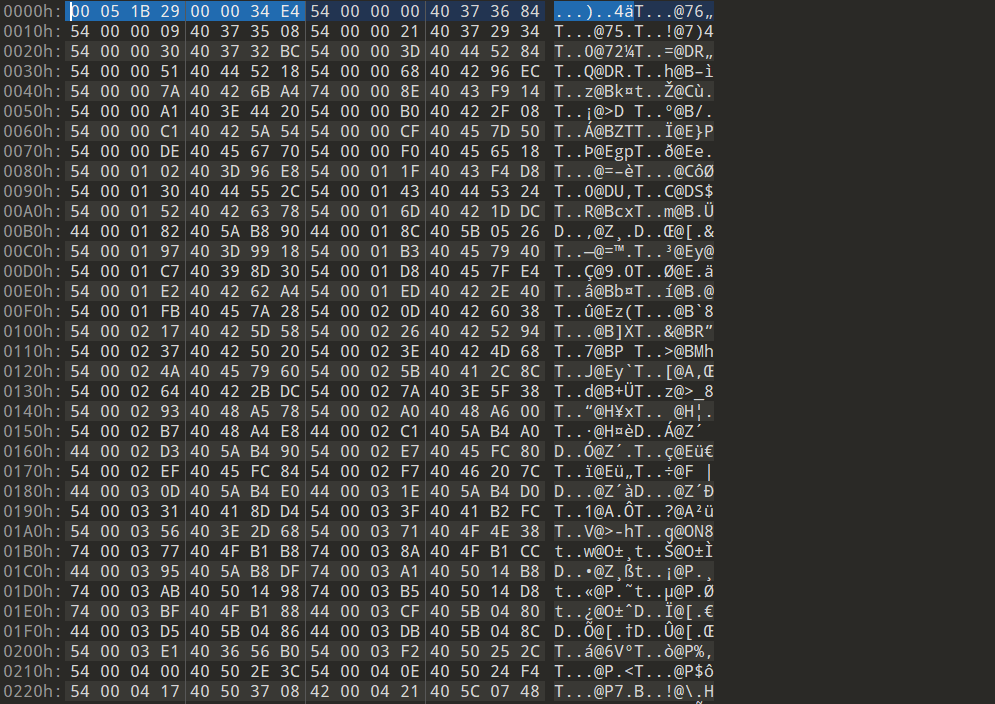 0000h: 00 05 1B 29 00 00 34 E4 54 00 00 00 40 37 36 84 ...)..4äT...@76„
0010h: 54 00 00 09 40 37 35 08 54 00 00 21 40 37 29 34 T...@75.T..!@7)4
0020h: 54 00 00 30 40 37 32 BC 54 00 00 3D 40 44 52 84 T..0@72¼T..=@DR„
0030h: 54 00 00 51 40 44 52 18 54 00 00 68 40 42 96 EC T..Q@DR.T..h@B–ì
0040h: 54 00 00 7A 40 42 6B A4 74 00 00 8E 40 43 F9 14 T..z@Bk¤t..Ž@Cù.
0050h: 54 00 00 A1 40 3E 44 20 54 00 00 B0 40 42 2F 08 T..¡@>D T..°@B/.
0060h: 54 00 00 C1 40 42 5A 54 54 00 00 CF 40 45 7D 50 T..Á@BZTT..Ï@E}P
0070h: 54 00 00 DE 40 45 67 70 54 00 00 F0 40 45 65 18 T..Þ@EgpT..ð@Ee.
0080h: 54 00 01 02 40 3D 96 E8 54 00 01 1F 40 43 F4 D8 T...@=–èT...@CôØ
0090h: 54 00 01 30 40 44 55 2C 54 00 01 43 40 44 53 24 T..0@DU,T..C@DS$
00A0h: 54 00 01 52 40 42 63 78 54 00 01 6D 40 42 1D DC T..R@BcxT..m@B.Ü
00B0h: 44 00 01 82 40 5A B8 90 44 00 01 8C 40 5B 05 26 D..‚@Z¸.D..Œ@[.&
00C0h: 54 00 01 97 40 3D 99 18 54 00 01 B3 40 45 79 40 T..—@=™.T..³@Ey@
00D0h: 54 00 01 C7 40 39 8D 30 54 00 01 D8 40 45 7F E4 T..Ç@9.0T..Ø@E.ä
00E0h: 54 00 01 E2 40 42 62 A4 54 00 01 ED 40 42 2E 40 T..â@Bb¤T..í@B.@
00F0h: 54 00 01 FB 40 45 7A 28 54 00 02 0D 40 42 60 38 T..û@Ez(T...@B`8
0100h: 54 00 02 17 40 42 5D 58 54 00 02 26 40 42 52 94 T...@B]XT..&@BR”
0110h: 54 00 02 37 40 42 50 20 54 00 02 3E 40 42 4D 68 T..7@BP T..>@BMh
0120h: 54 00 02 4A 40 45 79 60 54 00 02 5B 40 41 2C 8C T..J@Ey`T..[@A,Œ
0130h: 54 00 02 64 40 42 2B DC 54 00 02 7A 40 3E 5F 38 T..d@B+ÜT..z@>_8
0140h: 54 00 02 93 40 48 A5 78 54 00 02 A0 40 48 A6 00 T..“@H¥xT.. @H¦.
0150h: 54 00 02 B7 40 48 A4 E8 44 00 02 C1 40 5A B4 A0 T..·@H¤èD..Á@Z´
0160h: 44 00 02 D3 40 5A B4 90 54 00 02 E7 40 45 FC 80 D..Ó@Z´.T..ç@Eü€
0170h: 54 00 02 EF 40 45 FC 84 54 00 02 F7 40 46 20 7C T..ï@Eü„T..÷@F |
0180h: 44 00 03 0D 40 5A B4 E0 44 00 03 1E 40 5A B4 D0 D...@Z´àD...@Z´Ð
0190h: 54 00 03 31 40 41 8D D4 54 00 03 3F 40 41 B2 FC T..1@A.ÔT..?@A²ü
01A0h: 54 00 03 56 40 3E 2D 68 54 00 03 71 40 4F 4E 38 T..V@>-hT..q@ON8
01B0h: 74 00 03 77 40 4F B1 B8 74 00 03 8A 40 4F B1 CC t..w@O±¸t..Š@O±Ì
01C0h: 44 00 03 95 40 5A B8 DF 74 00 03 A1 40 50 14 B8 D..•@Z¸ßt..¡@P.¸
01D0h: 74 00 03 AB 40 50 14 98 74 00 03 B5 40 50 14 D8 t..«@P.˜t..µ@P.Ø
01E0h: 74 00 03 BF 40 4F B1 88 44 00 03 CF 40 5B 04 80 t..¿@O±ˆD..Ï@[.€
01F0h: 44 00 03 D5 40 5B 04 86 44 00 03 DB 40 5B 04 8C D..Õ@[.†D..Û@[.Œ
0200h: 54 00 03 E1 40 36 56 B0 54 00 03 F2 40 50 25 2C T..á@6V°T..ò@P%,
0210h: 54 00 04 00 40 50 2E 3C 54 00 04 0E 40 50 24 F4 T...@P.<T...@P$ô
0220h: 54 00 04 17 40 50 37 08 42 00 04 21 40 5C 07 48 T...@P7.B..!@\.H